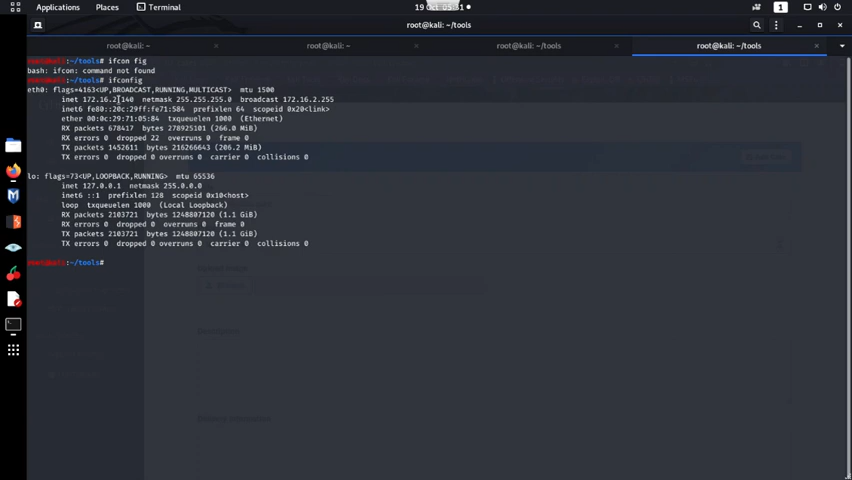 Applications Places Terminal 19 Oct 1
root@kali: ~/tools
root@kali: ~ root@kali: ~ root@kali: ~/tools root@kali: ~/tools
root@kali:~/tools# ifcon fig
bash: ifcon: command not found
root@kali:~/tools# ifconfig
eth0: flags=4163<UP,BROADCAST,RUNNING,MULTICAST> mtu 1500
inet 172.16.2.140 netmask 255.255.255.0 broadcast 172.16.2.255
inet6 fe80::20c:29ff:fe71:584 prefixlen 64 scopeid 0x20<link>
ether 00:0c:29:71:05:84 txqueuelen 1000 (Ethernet)
RX packets 678417 bytes 278925101 (266.0 MiB)
RX errors 0 dropped 22 overruns 0 frame 0
TX packets 1452611 bytes 216266643 (206.2 MiB)
TX errors 0 dropped 0 overruns 0 carrier 0 collisions 0
lo: flags=73<UP,LOOPBACK,RUNNING> mtu 65536
inet 127.0.0.1 netmask 255.0.0.0
inet6 ::1 prefixlen 128 scopeid 0x10<host>
loop txqueuelen 1000 (Local Loopback)
RX packets 2103721 bytes 1248807120 (1.1 GiB)
RX errors 0 dropped 0 overruns 0 frame 0
TX packets 2103721 bytes 1248807120 (1.1 GiB)
TX errors 0 dropped 0 overruns 0 carrier 0 collisions 0
root@kali:~/tools#